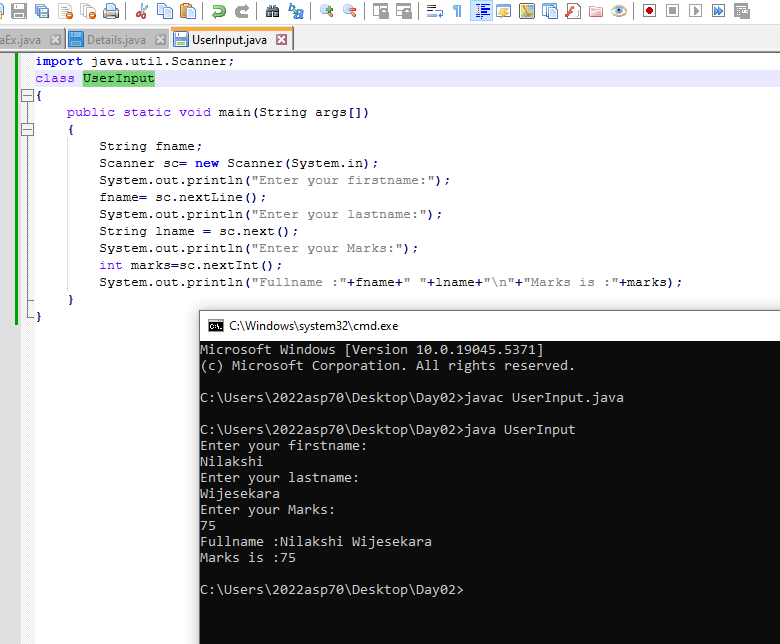 aEx.java Details.java UserInput.java
import java.util.Scanner;
class UserInput
{
public static void main(String args[])
{
String fname;
Scanner sc= new Scanner(System.in);
System.out.println("Enter your firstname:");
fname= sc.nextLine();
System.out.println("Enter your lastname:");
String lname = sc.next();
System.out.println("Enter your Marks:");
int marks=sc.nextInt();
System.out.println("Fullname :"+fname+" "+lname+"\n"+"Marks is :"+marks);
}
}
C:\Windows\system32\cmd.exe
Microsoft Windows [Version 10.0.19045.5371]
(c) Microsoft Corporation. All rights reserved.
C:\Users\2022asp70\Desktop\Day02>javac UserInput.java
C:\Users\2022asp70\Desktop\Day02>java UserInput
Enter your firstname:
Nilakshi
Enter your lastname:
Wijesekara
Enter your Marks:
75
Fullname :Nilakshi Wijesekara
Marks is :75
C:\Users\2022asp70\Desktop\Day02>